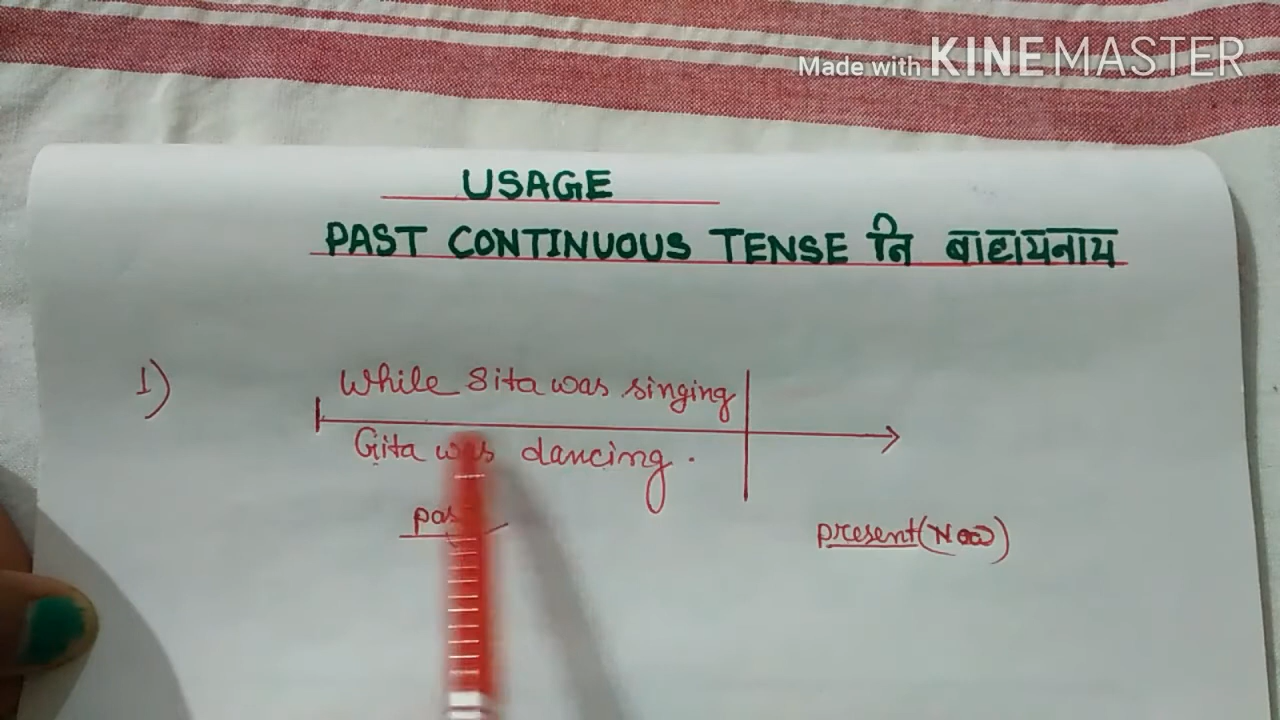 Made with KINEMASTER
USAGE
PAST CONTINUOUS TENSE नि बाहायनाय
1) While Sita was singing
Gita was dancing.
present (Now)